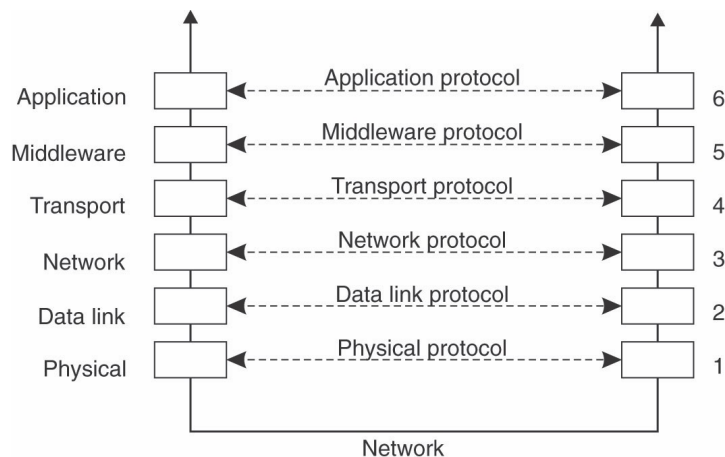 Application protocol
Application 6
Middleware protocol
Middleware 5
Transport protocol
Transport 4
Network protocol
Network 3
Data link protocol
Data link 2
Physical protocol
Physical 1
Network